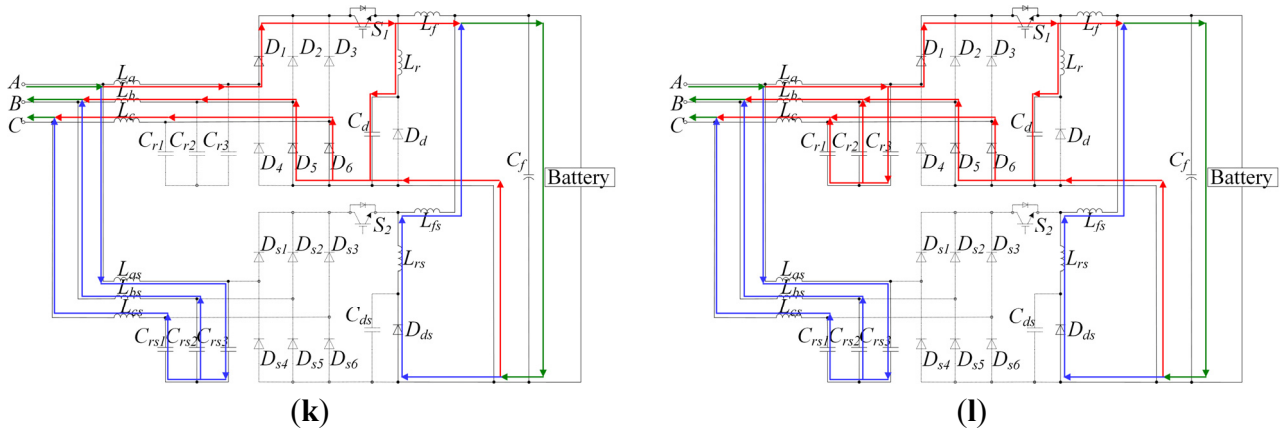 S1 Lf
D1 D2 D3
Lr
A La
B Lb
C Lc
Cr1 Cr2 Cr3
Cd Dd
D4 D5 D6
Cf Battery
S2 Lfs
Ds1 Ds2 Ds3
Lrs
Las
Lbs
Lcs
Cds Dds
Crs1 Crs2 Crs3
Ds4 Ds5 Ds6
(k)
S1 Lf
D1 D2 D3
Lr
A La
B Lb
C Lc
Cr1 Cr2 Cr3
Cd Dd
D4 D5 D6
Cf Battery
S2 Lfs
Ds1 Ds2 Ds3
Lrs
Las
Lbs
Lcs
Cds Dds
Crs1 Crs2 Crs3
Ds4 Ds5 Ds6
(l)